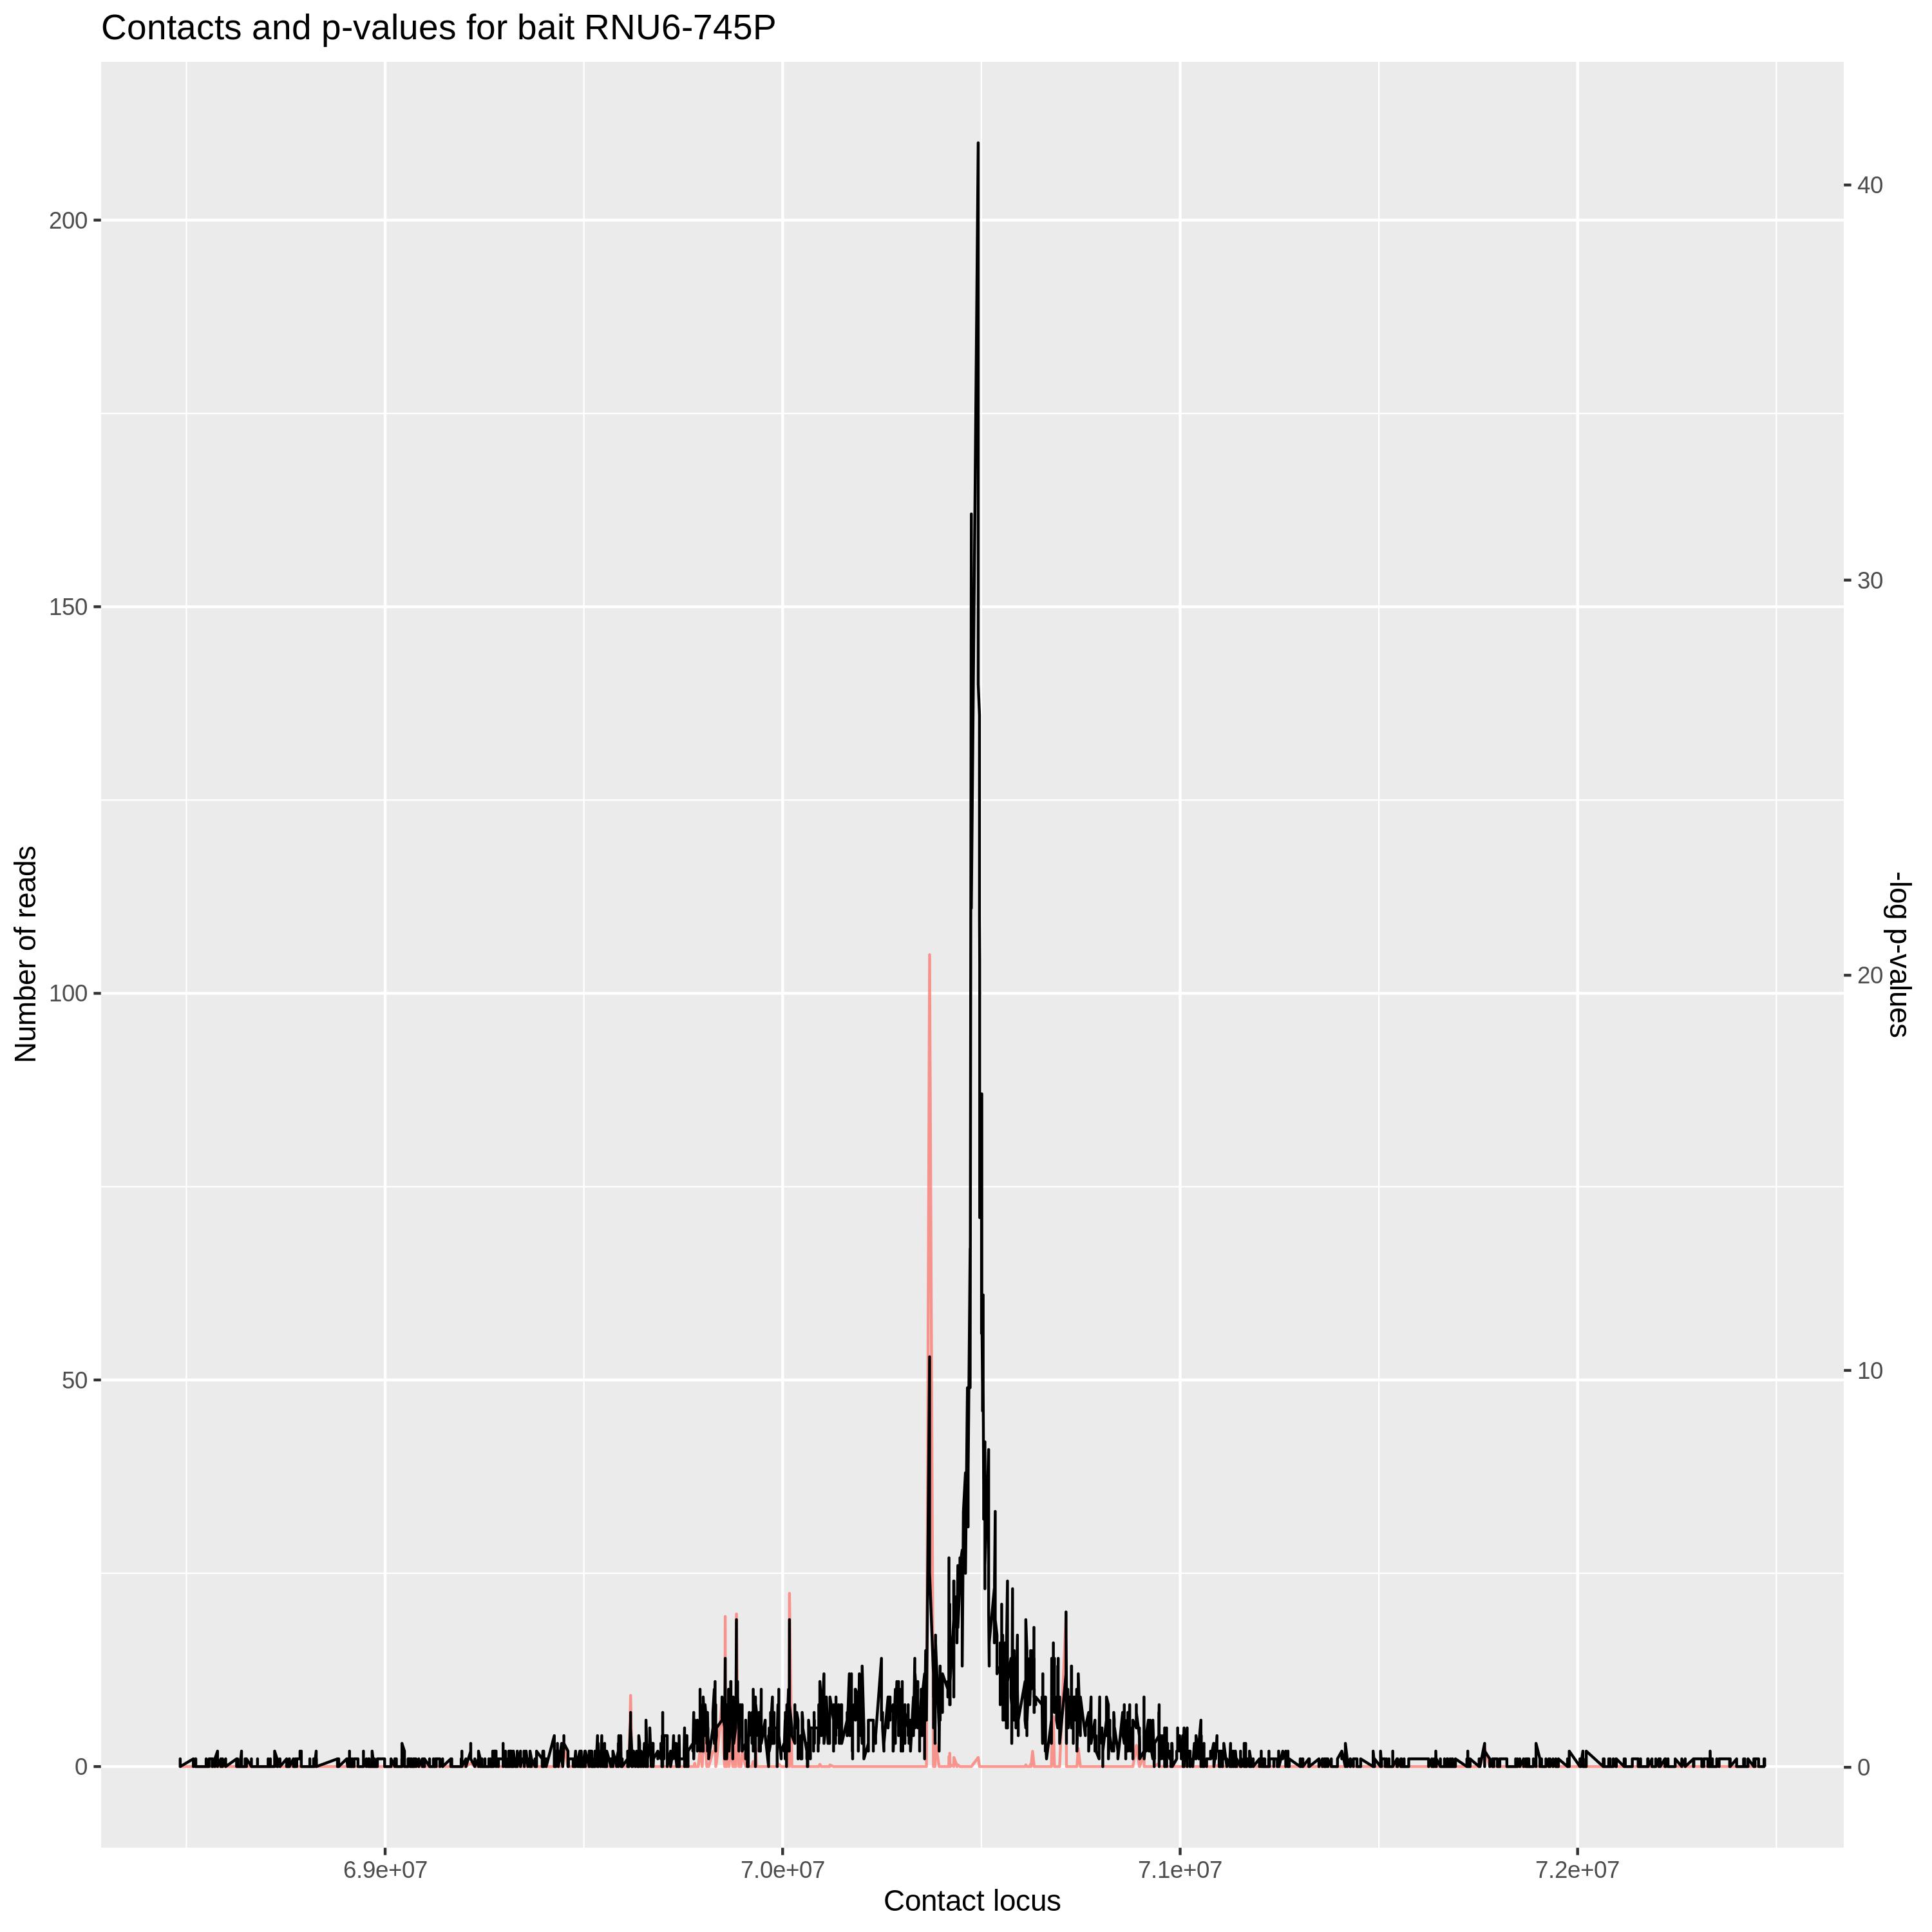 Contacts and p-values for bait RNU6-745P
200
150
100
50
0
40
30
20
10
0
Number of reads
-log p-values
6.9e+07
7.0e+07
7.1e+07
7.2e+07
Contact locus